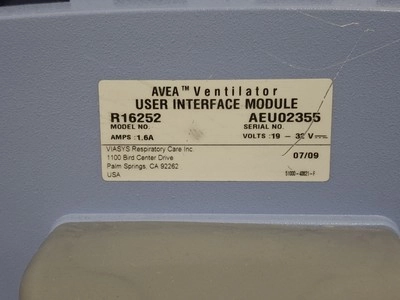 AVEA™ Ventilator
USER INTERFACE MODULE
R16252 AEU02355
MODEL NO. SERIAL NO.
AMPS :1.6A VOLTS :19 - 32 V
VIASYS Respiratory Care Inc
1100 Bird Center Drive 07/09
Palm Springs, CA 92262
USA